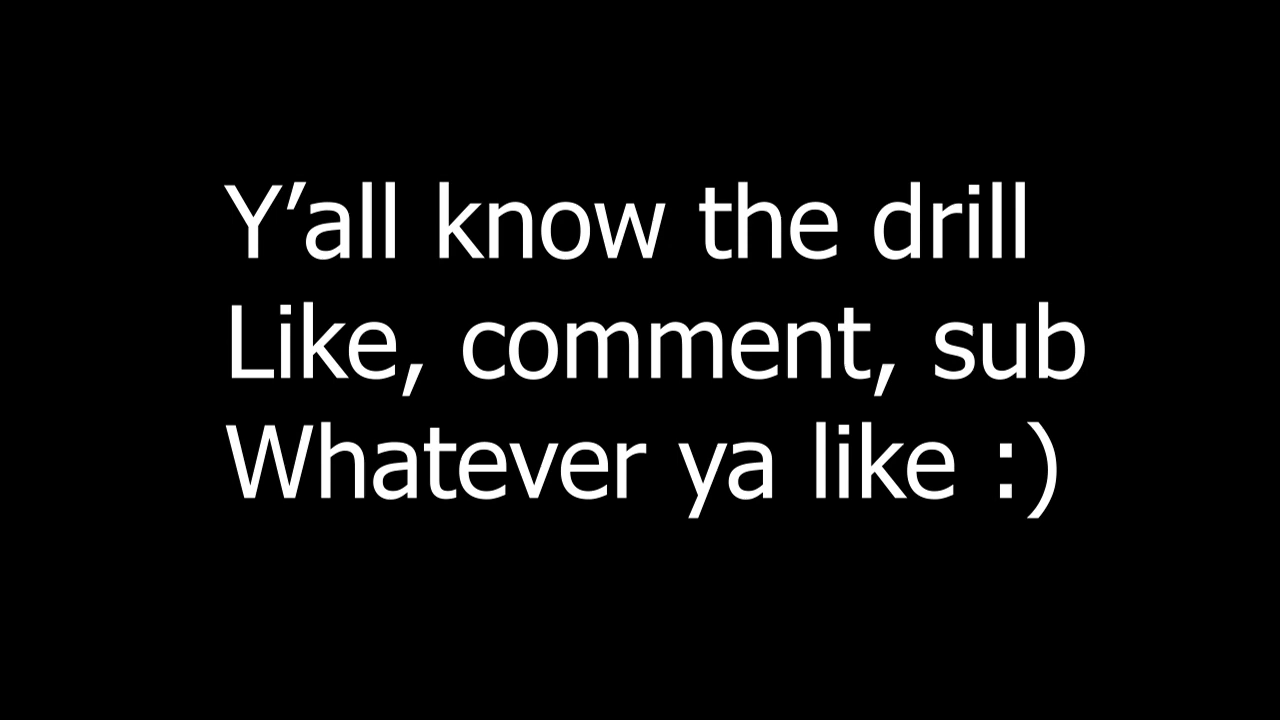 Y’all know the drill
Like, comment, sub
Whatever ya like :)